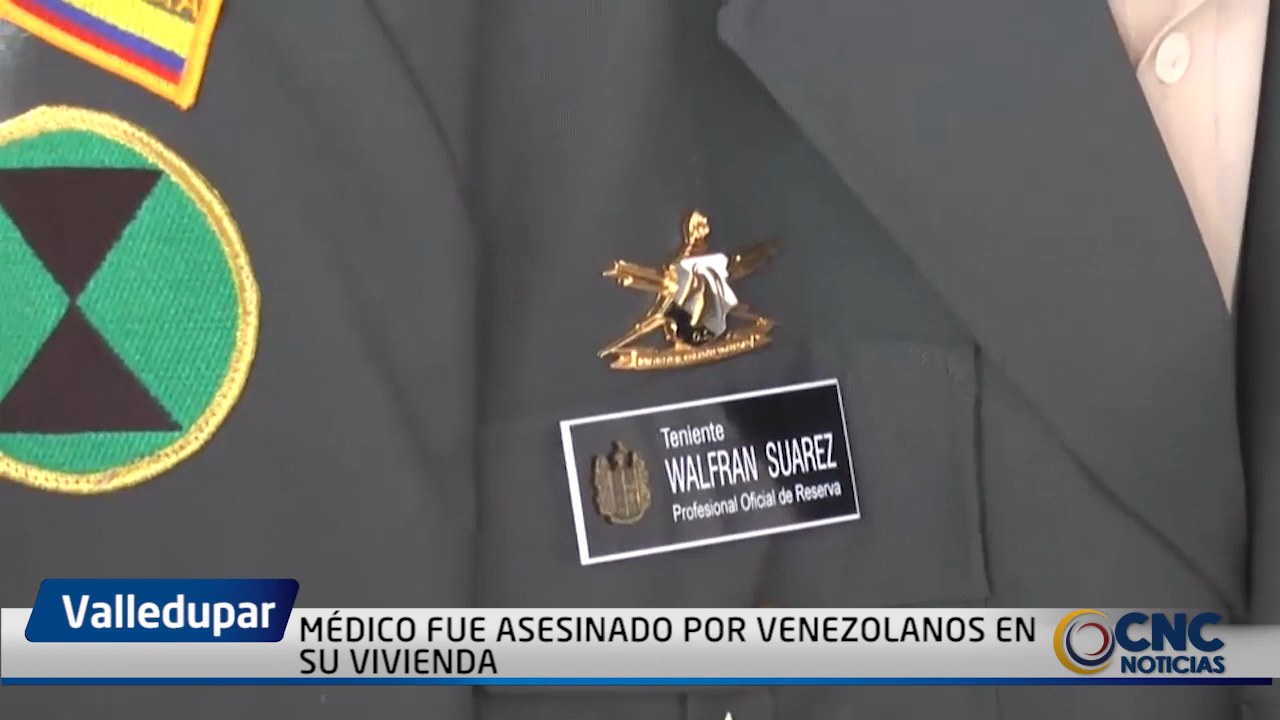 Teniente
WALFRAN SUAREZ
Profesional Oficial de Reserva
Valledupar
MÉDICO FUE ASESINADO POR VENEZOLANOS EN
SU VIVIENDA
CNC
NOTICIAS